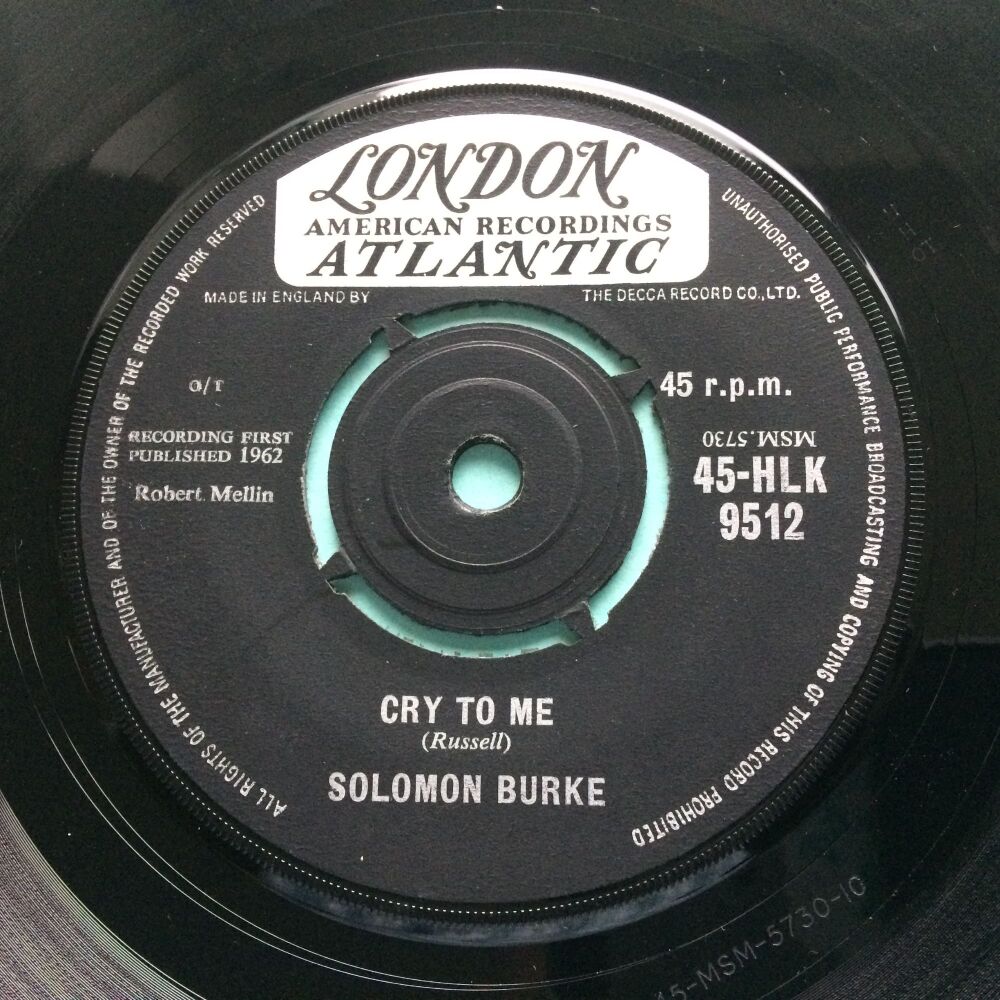 LONDON
AMERICAN RECORDINGS
ATLANTIC
MADE IN ENGLAND BY
THE DECCA RECORD CO., LTD.
ALL RIGHTS OF THE MANUFACTURER AND OF THE OWNER OF THE RECORDED WORK RESERVED
UNAUTHORISED PUBLIC PERFORMANCE BROADCASTING AND COPYING OF THIS RECORD PROHIBITED
O/T
RECORDING FIRST
PUBLISHED 1962
Robert Mellin
45 r.p.m.
MSM.5730
45-HLK
9512
CRY TO ME
(Russell)
SOLOMON BURKE
45-MSM-5730-10